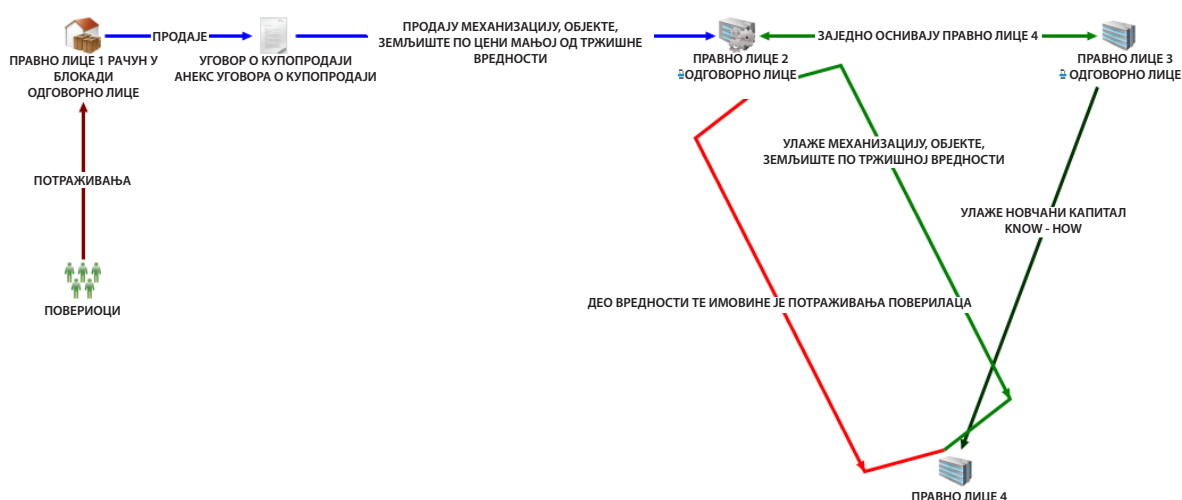 ПРАВНО ЛИЦЕ 1 РАЧУН У
БЛОКАДИ
ОДГОВОРНО ЛИЦЕ
ПРОДАЈЕ
УГОВОР О КУПОПРОДАЈИ
АНЕКС УГОВОРА О КУПОПРОДАЈИ
ПРОДАЈУ МЕХАНИЗАЦИЈУ, ОБЈЕКТЕ,
ЗЕМЉИШТЕ ПО ЦЕНИ МАЊОЈ ОД ТРЖИШНЕ
ВРЕДНОСТИ
ПРАВНО ЛИЦЕ 2
ОДГОВОРНО ЛИЦЕ
ЗАЈЕДНО ОСНИВАЈУ ПРАВНО ЛИЦЕ 4
ПРАВНО ЛИЦЕ 3
ОДГОВОРНО ЛИЦЕ
ПОТРАЖИВАЊА
ПОВЕРИОЦИ
УЛАЖЕ МЕХАНИЗАЦИЈУ, ОБЈЕКТЕ,
ЗЕМЉИШТЕ ПО ТРЖИШНОЈ ВРЕДНОСТИ
УЛАЖЕ НОВЧАНИ КАПИТАЛ
KNOW - HOW
ДЕО ВРЕДНОСТИ ТЕ ИМОВИНЕ ЈЕ ПОТРАЖИВАЊА ПОВЕРИЛАЦА
ПРАВНО ЛИЦЕ 4